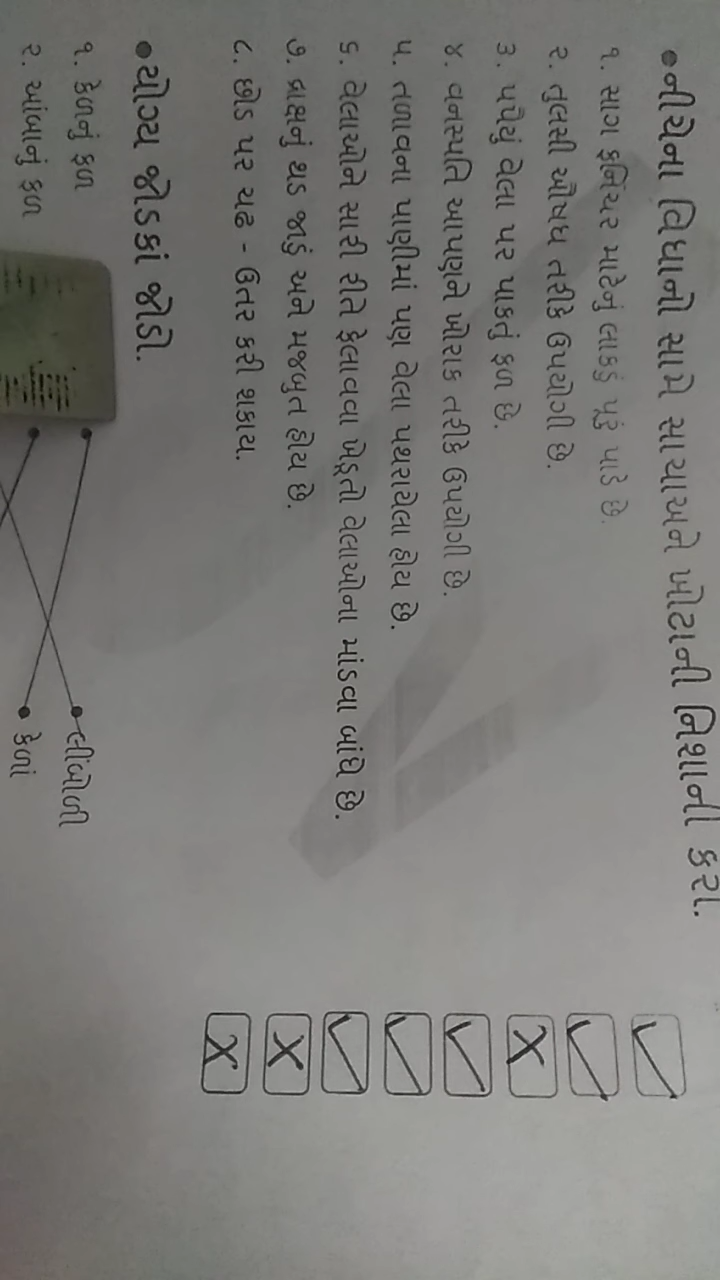 •નીચેના વિધાનો સામે સાચાઅને ખોટાની નિશાની કરો.
૧. સાગ ફનિચર માટેનું લાકડું પૂરું પાડે છે.
૨. તુલસી ઔષધ તરીકે ઉપયોગી છે.
૩. પપૈયું વેલા પર પાકતું ફળ છે.
૪. વનસ્પતિ આપણને ખોરાક તરીકે ઉપયોગી છે.
૫. તળાવના પાણીમાં પણ વેલા પથરાયેલા હોય છે.
૬. વેલાઓને સારી રીતે ફેલાવવા ખેડૂતો વેલાઓના માંડવા બાંધે છે.
૭. બ્રાક્ષનું થડ જાડું અને મજબુત હોય છે.
૮. છોડ પર ચઢ - ઉતર કરી શકાય.
•યોગ્ય જોડકાં જોડો.
૧. કેળનું ફળ •લીંબોળી
૨. આંબાનું ફળ • કેળાં